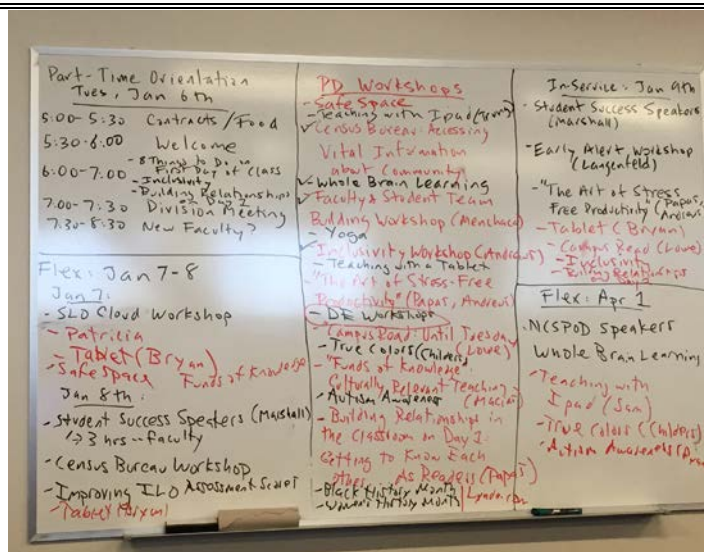 Part-Time Orientation
Tues, Jan 6th
5:00-5:30 Contracts/Food
5:30-6:00 Welcome
- 8 Things to Do on
First Day of Class
6:00-7:00 - Inclusivity
- Building Relationships
on Day 1
7:00-7:30 Division Meeting
7:30-8:30 New Faculty?
Flex: Jan 7-8
Jan 7:
- SLO Cloud Workshop
- Patricia
- Tablet (Bryan)
- Safe space Funds of Knowledge
Jan 8th:
- Student Success Speakers (Marshall)
↳ 3 hrs -- faculty
- Census Bureau Workshop
- Improving ILO Assessment Scores
- Tablet (Bryan)
PD Workshops
- Safe Space
- Teaching with Ipad
✓ Census Bureau: Accessing
Vital Information
about Community
✓ Whole Brain Learning
✓ Faculty & Student Team
Building Workshop (Menchaca)
- Yoga
✓ Inclusivity Workshop (Andrews)
- Teaching with a Tablet
- "The Art of Stress-Free
Productivity" (Papas, Andrews)
- DE Workshops
- "Campus Read: Until Tuesday"
(Lowe)
- True Colors (Childers)
- "Funds of Knowledge"
Culturally Relevant Teaching
(Macias)
- Autism Awareness
- Building Relationships in
the Classroom on Day 1:
Getting to Know Each
other As Readers (Papas)
- Black History Month
- Women's History Month
In-Service: Jan 9th
- Student Success Speakers
(Marshall)
- Early Alert Workshop
(Langenfeld)
- "The Art of Stress
Free Productivity" (Papas,
Andrews)
- Tablet (Bryan)
- Campus Read (Lowe)
- Inclusivity
- Building Relationships
on Day 1
Flex: Apr 1
- NCSPOD Speakers
Whole Brain Learning
- Teaching with
Ipad (Sam)
- True Colors (Childers)
- Autism Awareness